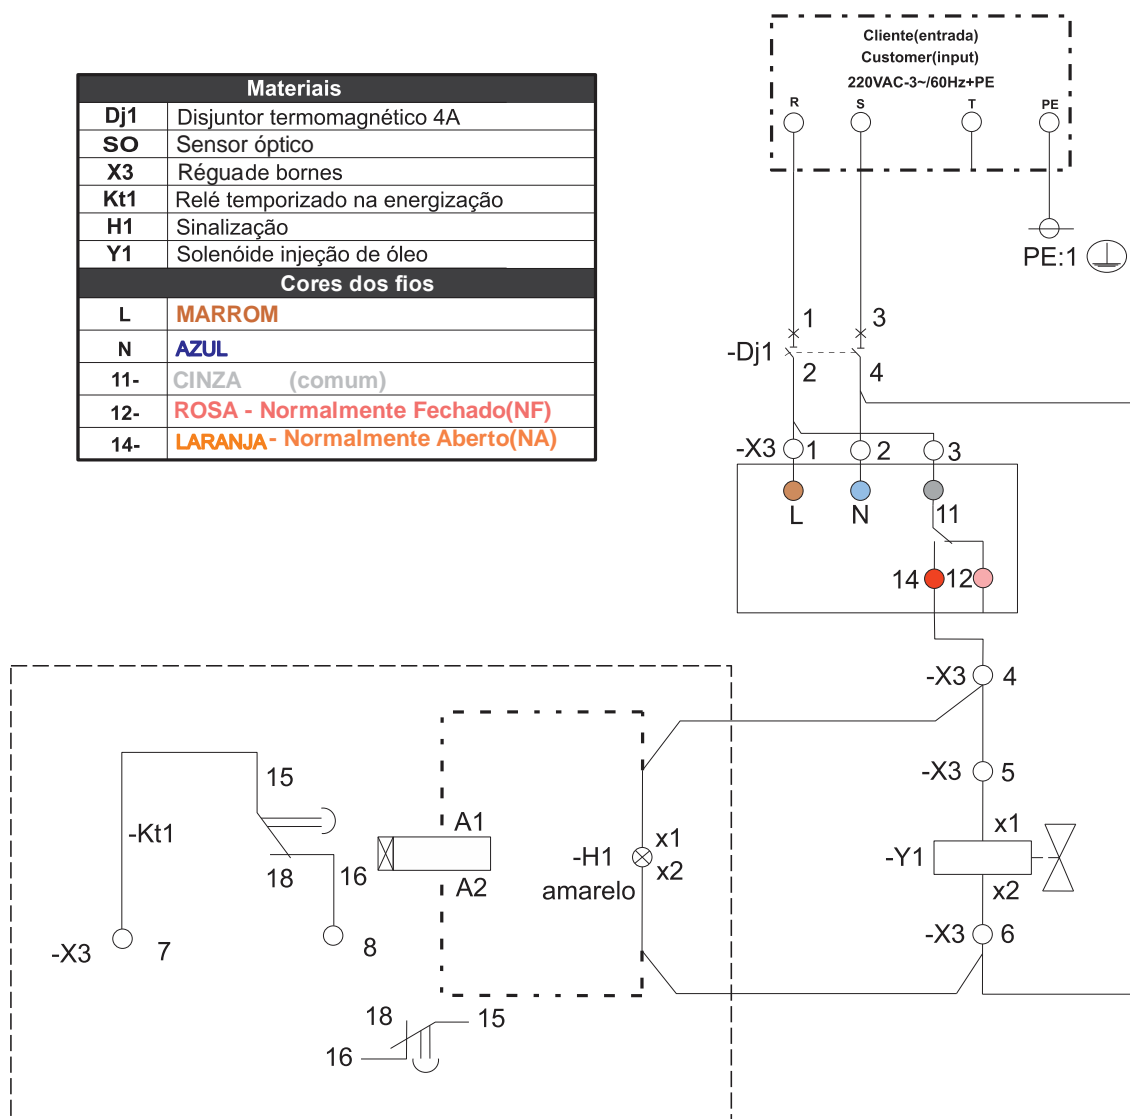 Cliente(entrada)
Customer(input)
220VAC-3~/60Hz+PE
R S T PE
PE:1
Materiais
Dj1 Disjuntor termomagnético 4A
SO Sensor óptico
X3 Réguade bornes
Kt1 Relé temporizado na energização
H1 Sinalização
Y1 Solenóide injeção de óleo
Cores dos fios
L MARROM
N AZUL
11- CINZA (comum)
12- ROSA - Normalmente Fechado(NF)
14- LARANJA - Normalmente Aberto(NA)
1 3
-Dj1
2 4
-X3 1 2 3
L N 11
14 12
-X3 4
-X3 5
x1
-Y1
x2
-X3 6
15
-Kt1
18 16
-X3 7 8
A1
A2
-H1 x1
x2
amarelo
18 15
16